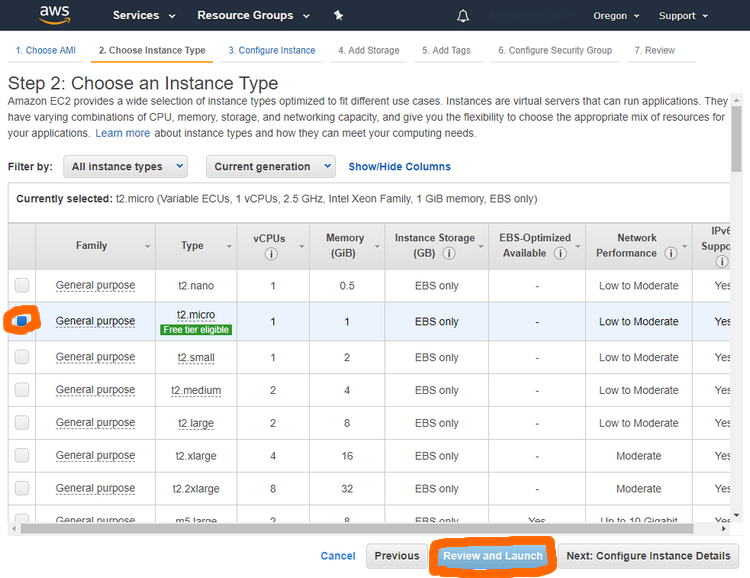 aws Services Resource Groups Oregon Support
1. Choose AMI 2. Choose Instance Type 3. Configure Instance 4. Add Storage 5. Add Tags 6. Configure Security Group 7. Review
Step 2: Choose an Instance Type
Amazon EC2 provides a wide selection of instance types optimized to fit different use cases. Instances are virtual servers that can run applications. They
have varying combinations of CPU, memory, storage, and networking capacity, and give you the flexibility to choose the appropriate mix of resources for
your applications. Learn more about instance types and how they can meet your computing needs.
Filter by: All instance types Current generation Show/Hide Columns
Currently selected: t2.micro (Variable ECUs, 1 vCPUs, 2.5 GHz, Intel Xeon Family, 1 GiB memory, EBS only)
Family Type vCPUs Memory (GiB) Instance Storage (GB) EBS-Optimized Available Network Performance IPv6 Suppo
General purpose t2.nano 1 0.5 EBS only - Low to Moderate Yes
General purpose t2.micro Free tier eligible 1 1 EBS only - Low to Moderate Yes
General purpose t2.small 1 2 EBS only - Low to Moderate Yes
General purpose t2.medium 2 4 EBS only - Low to Moderate Yes
General purpose t2.large 2 8 EBS only - Low to Moderate Yes
General purpose t2.xlarge 4 16 EBS only - Moderate Yes
General purpose t2.2xlarge 8 32 EBS only - Moderate Yes
General purpose m5.large 2 8 EBS only Yes Up to 10 Gigabit Yes
Cancel Previous Review and Launch Next: Configure Instance Details